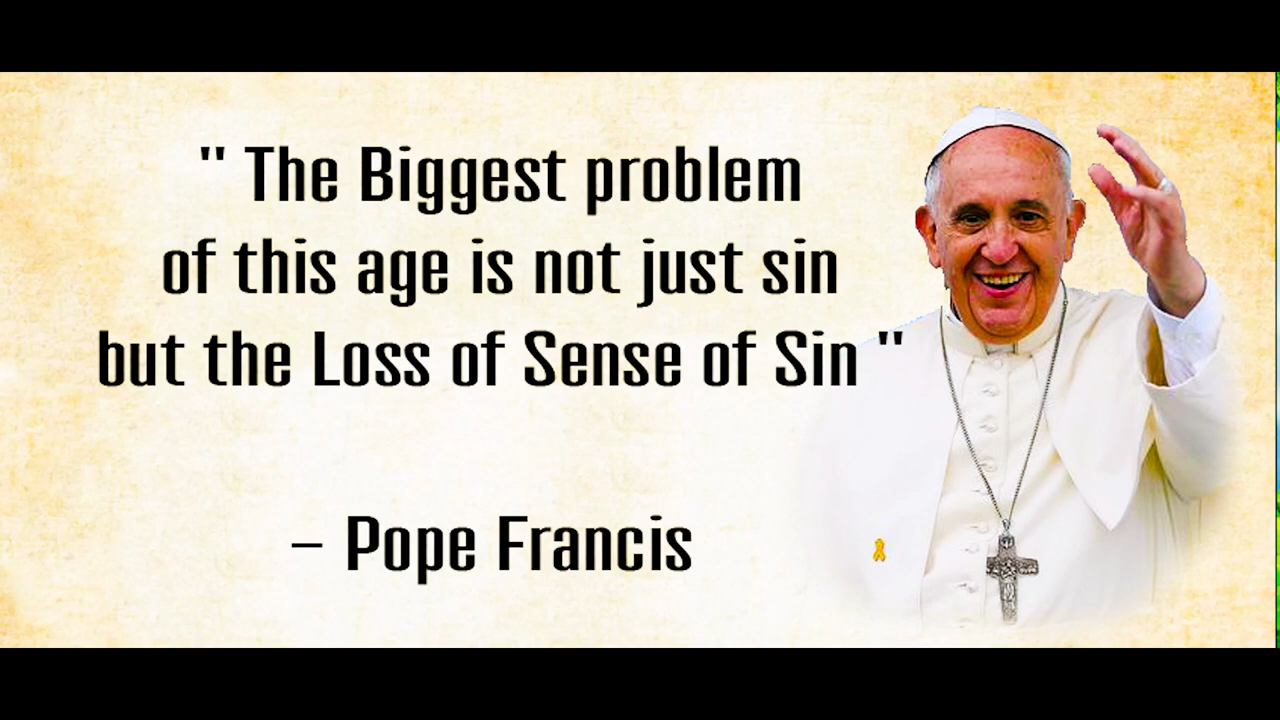 " The Biggest problem
of this age is not just sin
but the Loss of Sense of Sin "
– Pope Francis